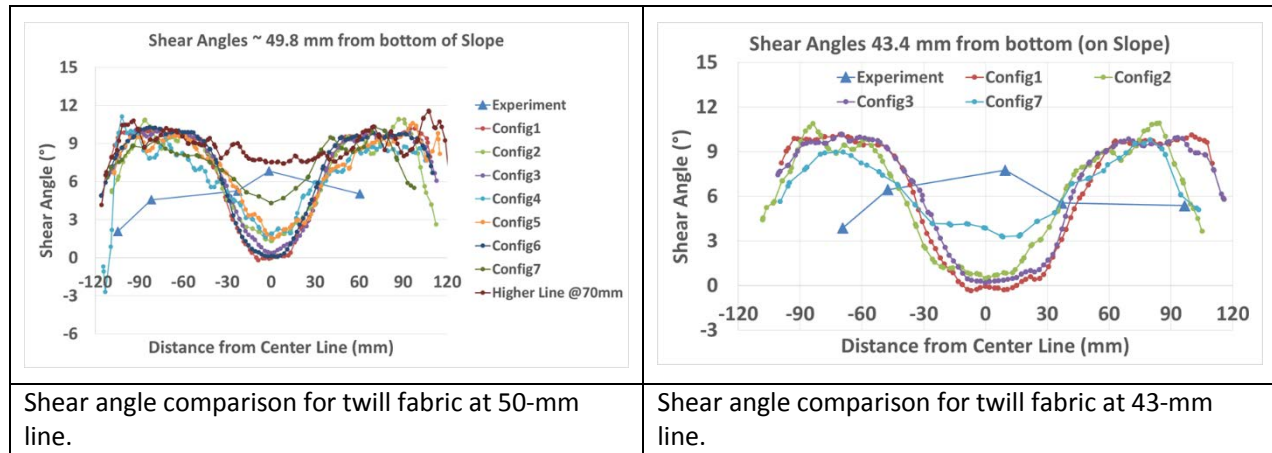 Shear Angles ~ 49.8 mm from bottom of Slope
15
12
9
6
3
0
-3
-6
-120 -90 -60 -30 0 30 60 90 120
Shear Angle (°)
Distance from Center Line (mm)
Experiment
Config1
Config2
Config3
Config4
Config5
Config6
Config7
Higher Line @70mm
Shear Angles 43.4 mm from bottom (on Slope)
Experiment Config1 Config2
Config3 Config7
15
12
9
6
3
0
-3
-120 -90 -60 -30 0 30 60 90 120
Shear Angle (°)
Distance from Center Line (mm)
Shear angle comparison for twill fabric at 50-mm
line.
Shear angle comparison for twill fabric at 43-mm
line.